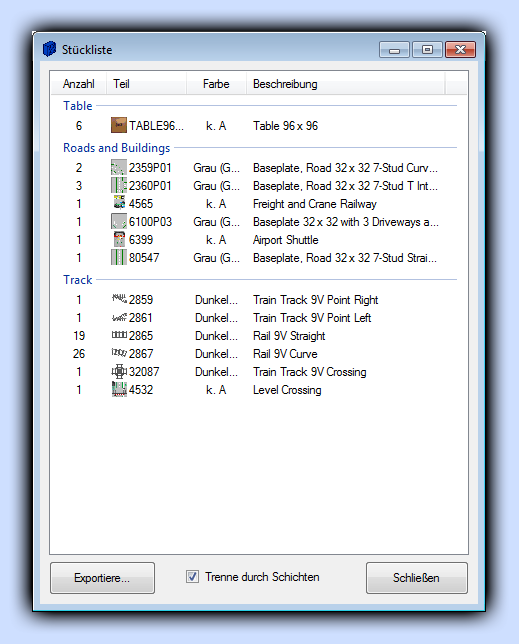 Stückliste
Anzahl Teil Farbe Beschreibung
Table
6 TABLE96... k. A Table 96 x 96
Roads and Buildings
2 2359P01 Grau (G... Baseplate, Road 32 x 32 7-Stud Curv...
3 2360P01 Grau (G... Baseplate, Road 32 x 32 7-Stud T Int...
1 4565 k. A Freight and Crane Railway
1 6100P03 Grau (G... Baseplate 32 x 32 with 3 Driveways a...
1 6399 k. A Airport Shuttle
1 80547 Grau (G... Baseplate, Road 32 x 32 7-Stud Strai...
Track
1 2859 Dunkel... Train Track 9V Point Right
1 2861 Dunkel... Train Track 9V Point Left
19 2865 Dunkel... Rail 9V Straight
26 2867 Dunkel... Rail 9V Curve
1 32087 Dunkel... Train Track 9V Crossing
1 4532 k. A Level Crossing
Exportiere... Trenne durch Schichten Schließen